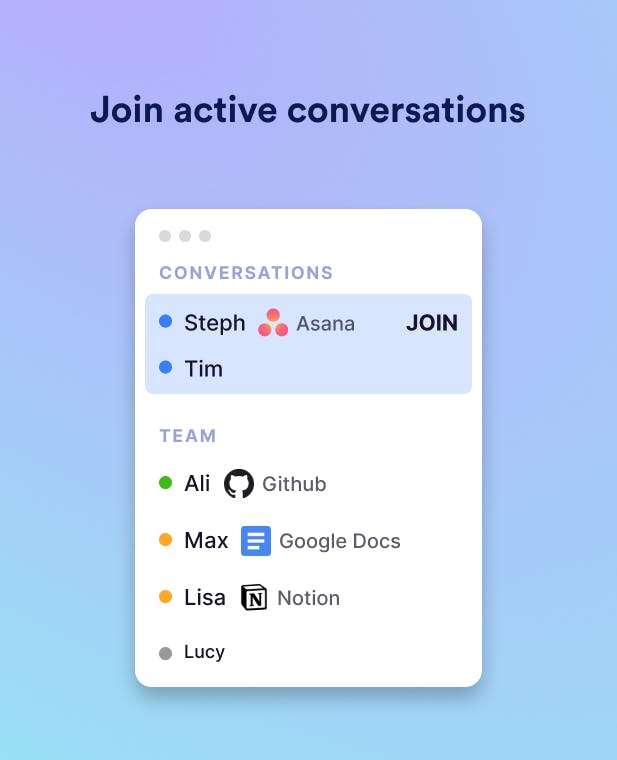 Join active conversations
CONVERSATIONS
Steph Asana JOIN
Tim
TEAM
Ali Github
Max Google Docs
Lisa N Notion
Lucy